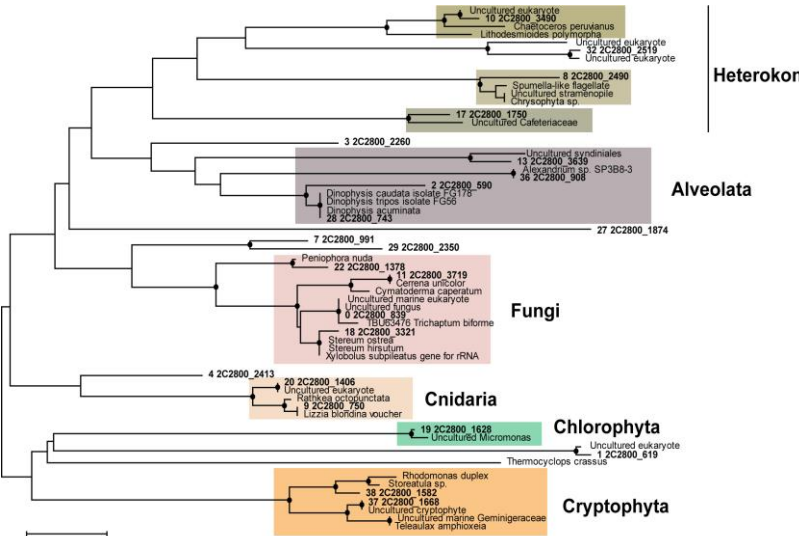 Uncultured eukaryote
10 2C2800_3490
Chaetoceros peruvianus
Lithodesmioides polymorpha
Uncultured eukaryote
32 2C2800_2519
Uncultured eukaryote
Heterokon
8 2C2800_2490
Spumella-like flagellate
Uncultured stramenopile
Chrysophyta sp.
17 2C2800_1750
Uncultured Cafeteriaceae
3 2C2800_2260
Uncultured syndiniales
13 2C2800_3639
Alexandrium sp. SP3B8-3
36 2C2800_908
Alveolata
2 2C2800_590
Dinophysis caudata isolate FG178
Dinophysis tripos isolate FG56
Dinophysis acuminata
28 2C2800_743
27 2C2800_1874
7 2C2800_991
29 2C2800_2350
Peniophora nuda
22 2C2800_1378
11 2C2800_3719
Cerrena unicolor
Cymatoderma caperatum
Uncultured marine eukaryote
Uncultured fungus
Fungi
0 2C2800_839
TBU63476 Trichaptum biforme
18 2C2800_3321
Stereum ostrea
Stereum hirsutum
Xylobolus subpileatus gene for rRNA
4 2C2800_2413
20 2C2800_1406
Uncultured eukaryote
Rathkea octopunctata
Cnidaria
9 2C2800_750
Lizzia blondina voucher
19 2C2800_1628
Uncultured Micromonas
Chlorophyta
Uncultured eukaryote
1 2C2800_619
Thermocyclops crassus
Rhodomonas duplex
Storeatula sp.
38 2C2800_1582
37 2C2800_1668
Uncultured cryptophyte
Cryptophyta
Uncultured marine Geminigeraceae
Teleaulax amphioxeia